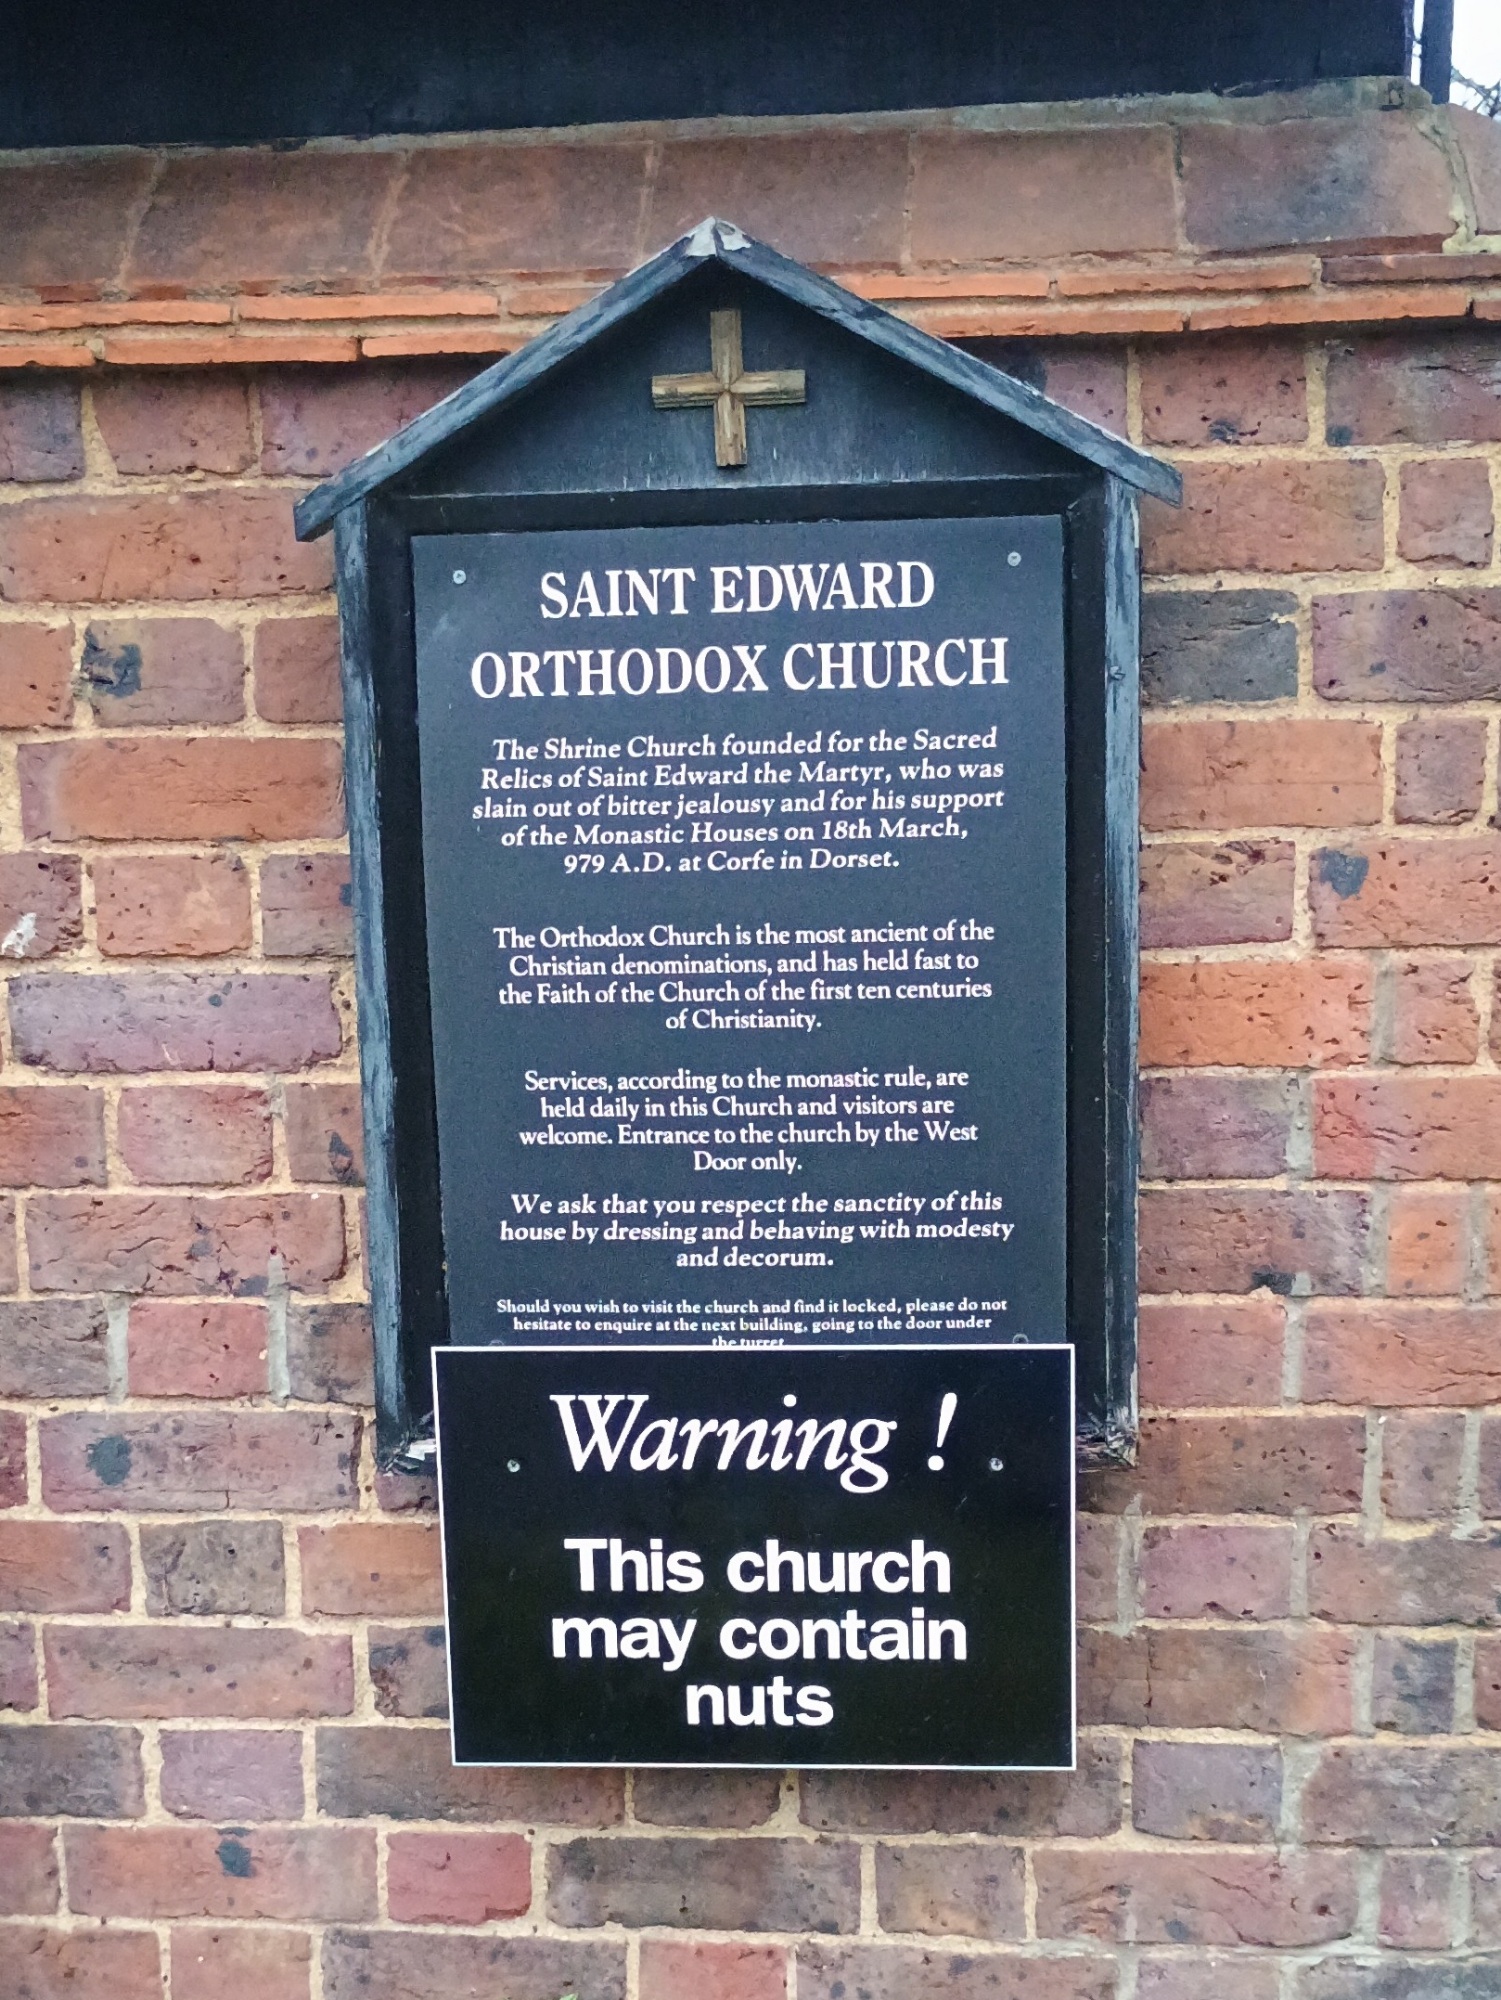 SAINT EDWARD
ORTHODOX CHURCH
The Shrine Church founded for the Sacred
Relics of Saint Edward the Martyr, who was
slain out of bitter jealousy and for his support
of the Monastic Houses on 18th March,
979 A.D. at Corfe in Dorset.
The Orthodox Church is the most ancient of the
Christian denominations, and has held fast to
the Faith of the Church of the first ten centuries
of Christianity.
Services, according to the monastic rule, are
held daily in this Church and visitors are
welcome. Entrance to the church by the West
Door only.
We ask that you respect the sanctity of this
house by dressing and behaving with modesty
and decorum.
Should you wish to visit the church and find it locked, please do not
hesitate to enquire at the next building, going to the door under
the turret
Warning !
This church
may contain
nuts